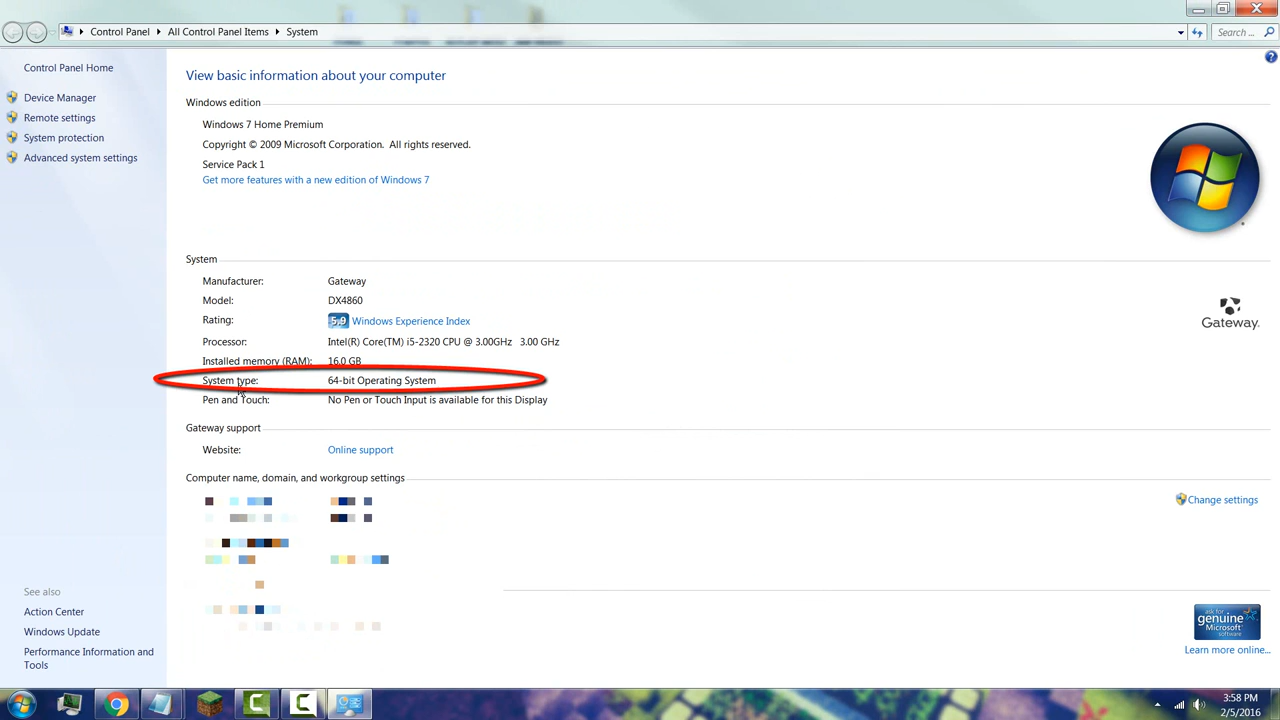 Control Panel ▸ All Control Panel Items ▸ System
Search ...
Control Panel Home
Device Manager
Remote settings
System protection
Advanced system settings
See also
Action Center
Windows Update
Performance Information and
Tools
View basic information about your computer
Windows edition
Windows 7 Home Premium
Copyright © 2009 Microsoft Corporation. All rights reserved.
Service Pack 1
Get more features with a new edition of Windows 7
System
Manufacturer: Gateway
Model: DX4860
Rating: 5.9 Windows Experience Index
Processor: Intel(R) Core(TM) i5-2320 CPU @ 3.00GHz 3.00 GHz
Installed memory (RAM): 16.0 GB
System type: 64-bit Operating System
Pen and Touch: No Pen or Touch Input is available for this Display
Gateway.
Gateway support
Website: Online support
Computer name, domain, and workgroup settings
Change settings
ask for
genuine
Microsoft
software
Learn more online...
3:58 PM
2/5/2016